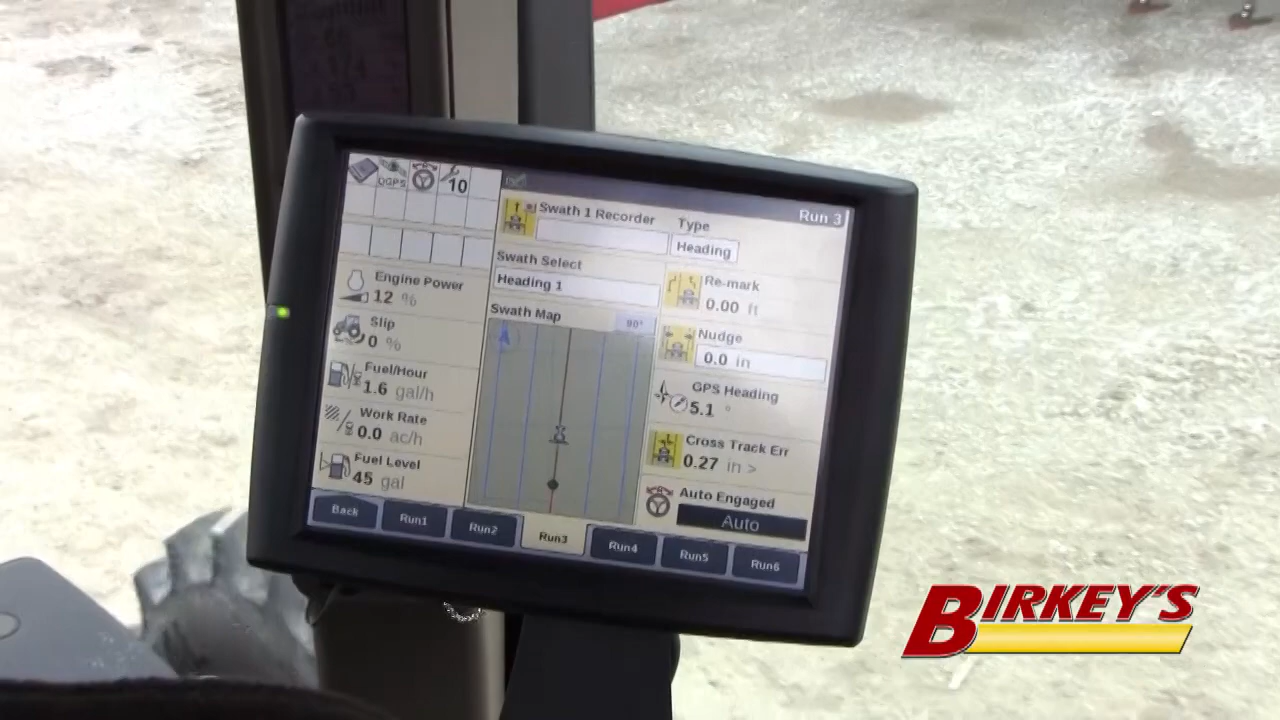 DGPS
10
Run 3
Swath 1 Recorder
Type
Heading
Swath Select
Heading 1
Swath Map
90°
Engine Power
12 %
Slip
0 %
Fuel/Hour
1.6 gal/h
Work Rate
0.0 ac/h
Fuel Level
45 gal
Re-mark
0.00 ft
Nudge
0.0 in
GPS Heading
5.1 °
Cross Track Err
0.27 in >
Auto Engaged
Auto
Back Run1 Run2 Run3 Run4 Run5 Run6
BIRKEY'S